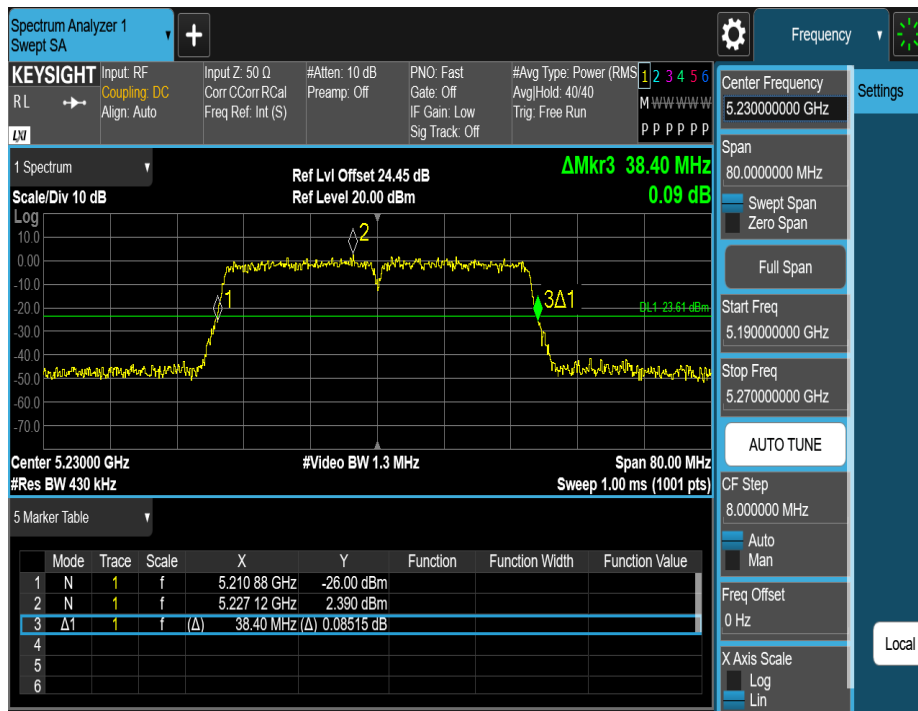 Spectrum Analyzer 1
Swept SA
+
Frequency
KEYSIGHT
RL
LXI
Input: RF
Coupling: DC
Align: Auto
Input Z: 50 Ω
Corr CCorr RCal
Freq Ref: Int (S)
#Atten: 10 dB
Preamp: Off
PNO: Fast
Gate: Off
IF Gain: Low
Sig Track: Off
#Avg Type: Power (RMS
Avg|Hold: 40/40
Trig: Free Run
1 2 3 4 5 6
M W W W W W
P P P P P P
1 Spectrum
Scale/Div 10 dB
Ref Lvl Offset 24.45 dB
Ref Level 20.00 dBm
ΔMkr3 38.40 MHz
0.09 dB
Log
10.0
0.00
-10.0
-20.0
-30.0
-40.0
-50.0
-60.0
-70.0
2
1
3Δ1
DL1 -23.61 dBm
Center 5.23000 GHz
#Video BW 1.3 MHz
Span 80.00 MHz
#Res BW 430 kHz
Sweep 1.00 ms (1001 pts)
5 Marker Table
Mode Trace Scale X Y Function Function Width Function Value
1 N 1 f 5.210 88 GHz -26.00 dBm
2 N 1 f 5.227 12 GHz 2.390 dBm
3 Δ1 1 f (Δ) 38.40 MHz (Δ) 0.08515 dB
4
5
6
Center Frequency
5.230000000 GHz
Span
80.0000000 MHz
Swept Span
Zero Span
Full Span
Start Freq
5.190000000 GHz
Stop Freq
5.270000000 GHz
AUTO TUNE
CF Step
8.000000 MHz
Auto
Man
Freq Offset
0 Hz
X Axis Scale
Log
Lin
Settings
Local